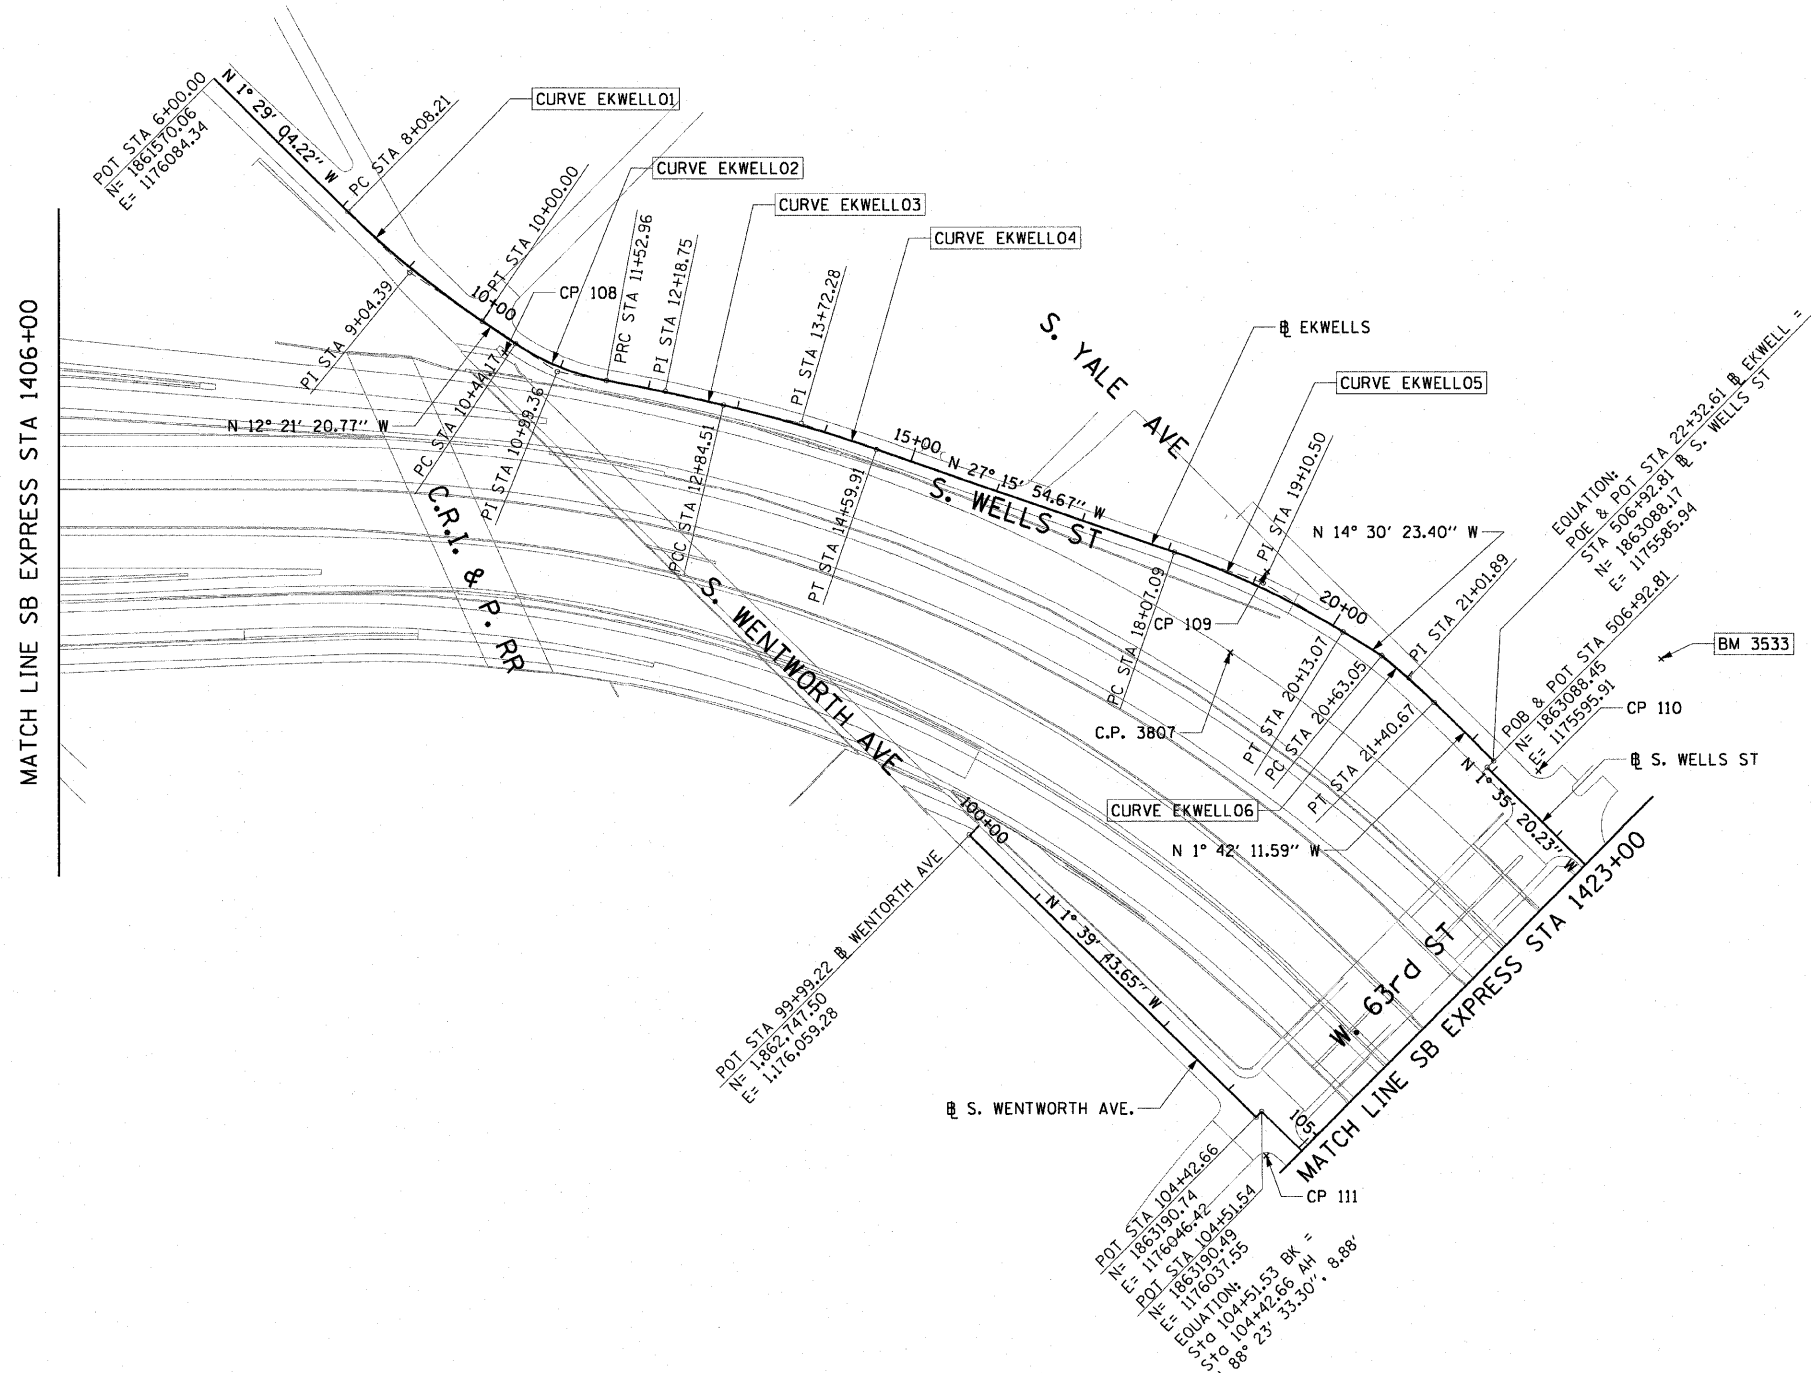 MATCH LINE SB EXPRESS STA 1406+00
POT STA 6+00.00
N= 1861570.06
E= 1176084.34
N 1° 29' 04.22" W
PC STA 8+08.21
CURVE EKWELL01
PI STA 9+04.39
PT STA 10+00.00
10+00
CP 108
CURVE EKWELL02
N 12° 21' 20.77" W
PC STA 10+44.17
PI STA 10+99.36
PRC STA 11+52.96
PI STA 12+18.75
CURVE EKWELL03
PCC STA 12+84.51
PI STA 13+72.28
CURVE EKWELL04
PT STA 14+59.91
15+00
N 27° 15' 54.67" W
S. WELLS ST
S. YALE AVE
℄ EKWELLS
CURVE EKWELL05
PC STA 18+07.09
PI STA 19+10.50
CP 109
C.P. 3807
20+00
PT STA 20+13.07
N 14° 30' 23.40" W
PC STA 20+63.05
PI STA 21+01.89
PT STA 21+40.67
CURVE EKWELL06
N 1° 42' 11.59" W
EQUATION:
POE & POT STA 22+32.61 ℄ EKWELL =
STA 506+92.81 ℄ S. WELLS ST
N= 1863088.17
E= 1175585.94
POB & POT STA 506+92.81
N= 1863088.45
E= 1175595.91
BM 3533
CP 110
℄ S. WELLS ST
N 1° 35' 20.23" W
C.R.I. & P. RR
S. WENTWORTH AVE
100+00
POT STA 99+99.22 ℄ WENTORTH AVE
N= 1,862,747.50
E= 1,176,059.28
N 1° 39' 43.65" W
℄ S. WENTWORTH AVE.
W. 63rd ST
MATCH LINE SB EXPRESS STA 1423+00
105
CP 111
POT STA 104+42.66
N= 1863190.74
E= 1176046.42
POT STA 104+51.54
N= 1863190.49
E= 1176037.55
EQUATION:
Sta 104+51.53 BK =
Sta 104+42.66 AH
88° 23' 33.30", 8.88'